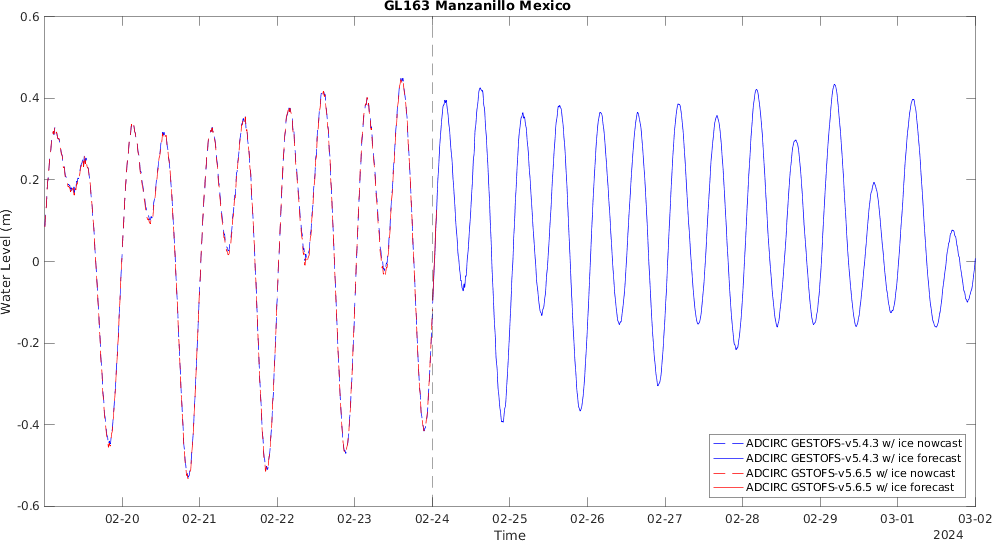 GL163 Manzanillo Mexico
Water Level (m)
0.6
0.4
0.2
0
-0.2
-0.4
-0.6
02-20
02-21
02-22
02-23
02-24
02-25
02-26
02-27
02-28
02-29
03-01
03-02
Time
2024
ADCIRC GESTOFS-v5.4.3 w/ ice nowcast
ADCIRC GESTOFS-v5.4.3 w/ ice forecast
ADCIRC GSTOFS-v5.6.5 w/ ice nowcast
ADCIRC GSTOFS-v5.6.5 w/ ice forecast